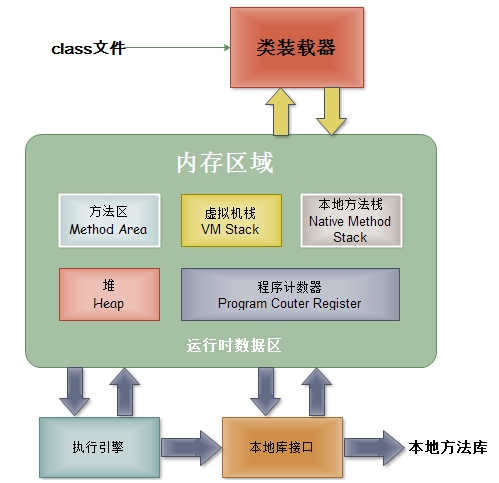 class文件
类装载器
内存区域
方法区
Method Area
虚拟机栈
VM Stack
本地方法栈
Native Method
Stack
堆
Heap
程序计数器
Program Couter Register
运行时数据区
执行引擎
本地库接口
本地方法库